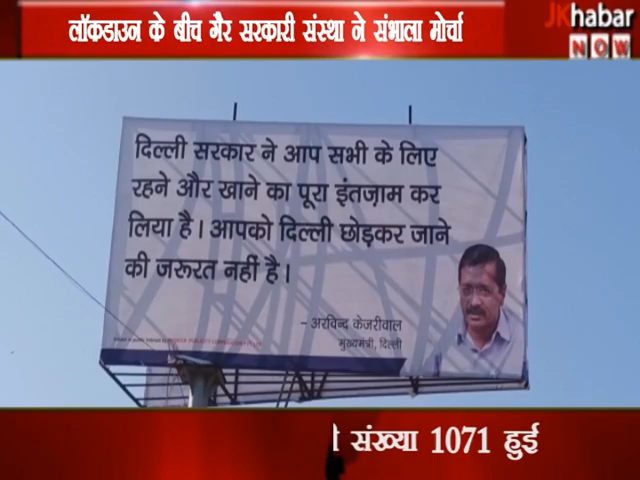 लॉकडाउन के बीच गैर सरकारी संस्था ने संभाला मोर्चा
JKhabar
NOW
दिल्ली सरकार ने आप सभी के लिए
रहने और खाने का पूरा इंतज़ाम कर
लिया है। आपको दिल्ली छोड़कर जाने
की जरूरत नहीं है।
- अरविन्द केजरीवाल
मुख्यमंत्री, दिल्ली
संख्या 1071 हुई